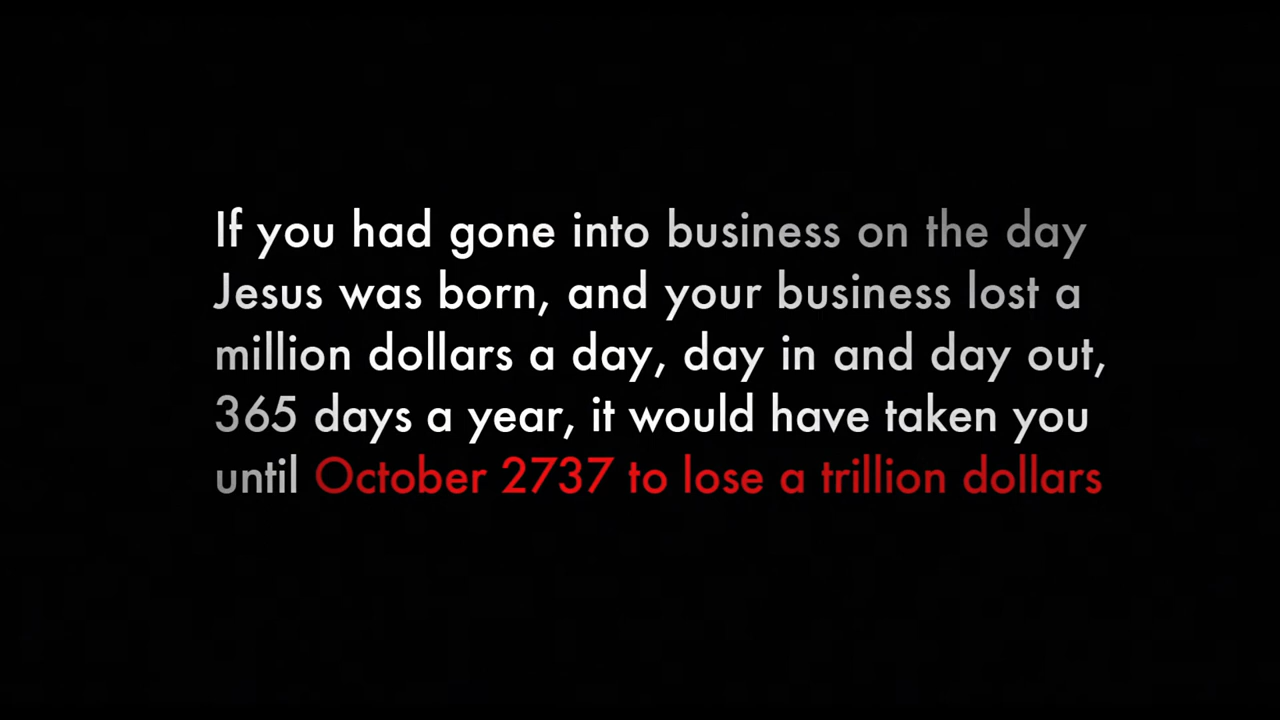 If you had gone into business on the day
Jesus was born, and your business lost a
million dollars a day, day in and day out,
365 days a year, it would have taken you
until October 2737 to lose a trillion dollars